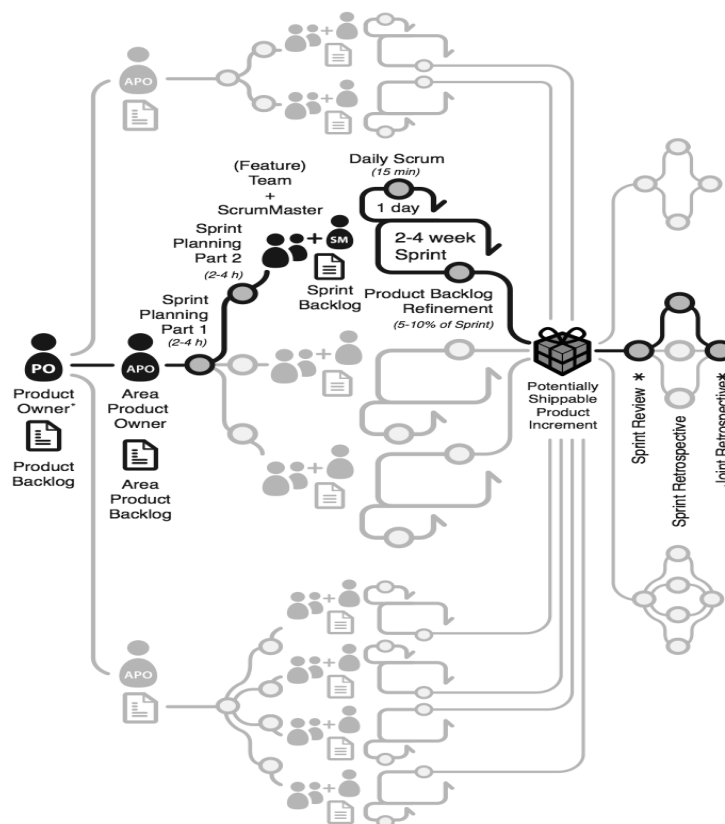 APO
Daily Scrum
(15 min)
1 day
(Feature)
Team
+
ScrumMaster
2-4 week
Sprint
Sprint
Planning
Part 2
(2-4 h)
+
SM
Sprint
Backlog
Product Backlog
Refinement
(5-10% of Sprint)
Sprint
Planning
Part 1
(2-4 h)
PO
APO
Product
Owner*
Area
Product
Owner
Product
Backlog
Area
Product
Backlog
Potentially
Shippable
Product
Increment
Sprint Review *
Sprint Retrospective
Joint Retrospective*
APO